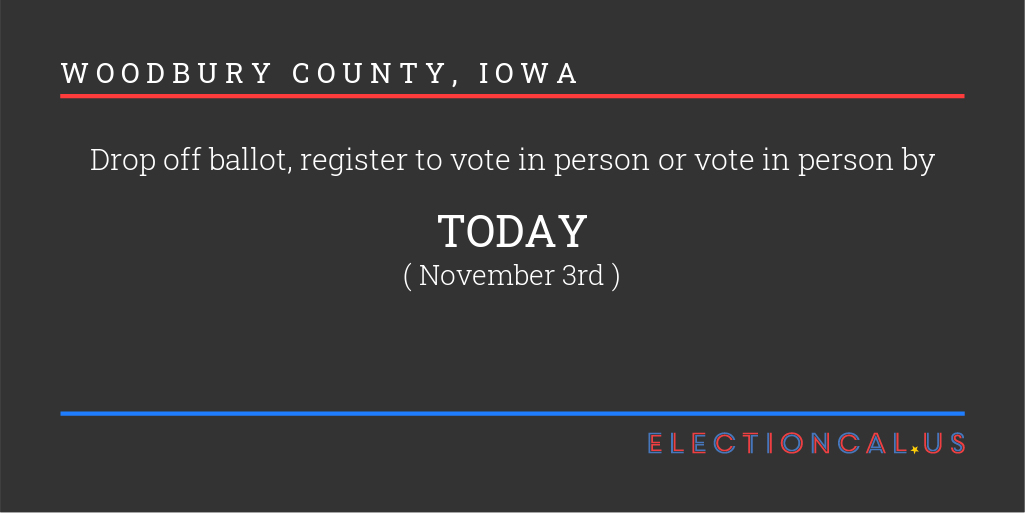 WOODBURY COUNTY, IOWA
Drop off ballot, register to vote in person or vote in person by
TODAY
( November 3rd )
ELECTIONCAL.US